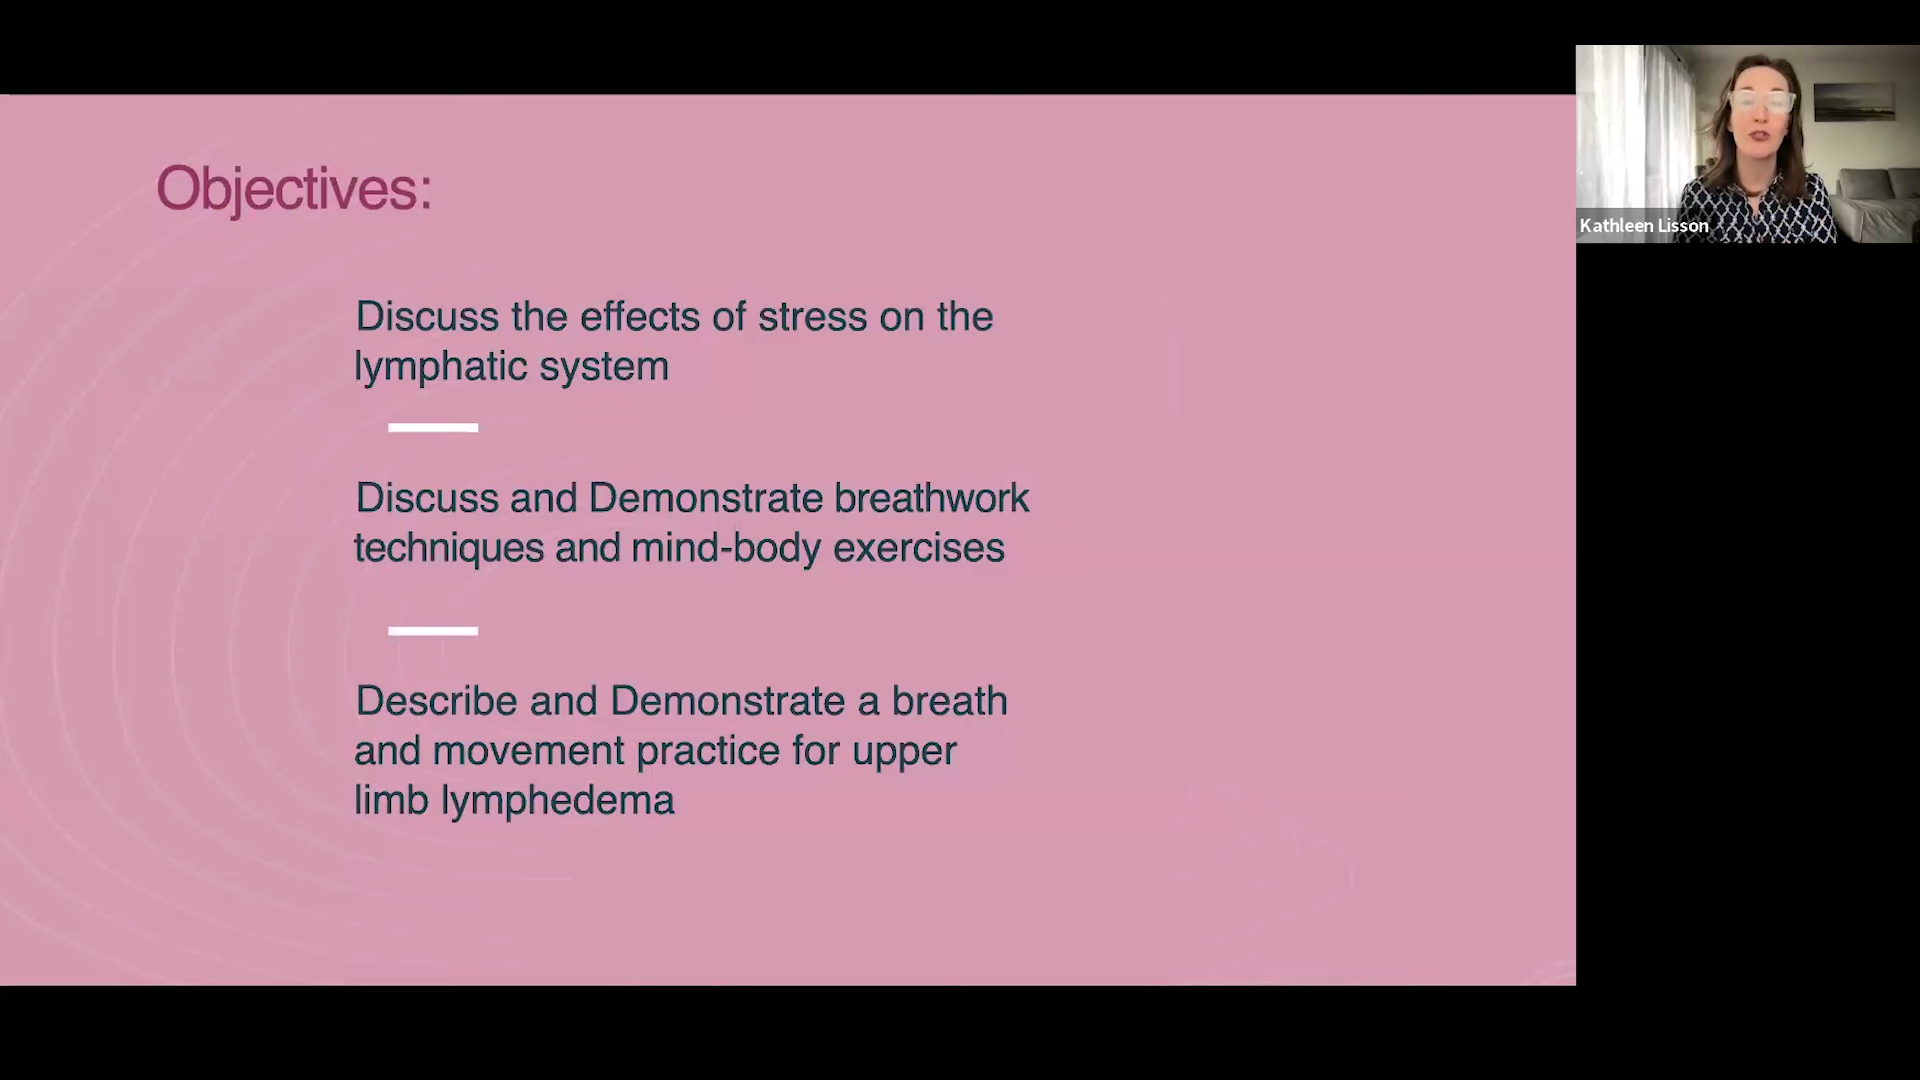 Objectives:
Kathleen Lisson
Discuss the effects of stress on the
lymphatic system
Discuss and Demonstrate breathwork
techniques and mind-body exercises
Describe and Demonstrate a breath
and movement practice for upper
limb lymphedema